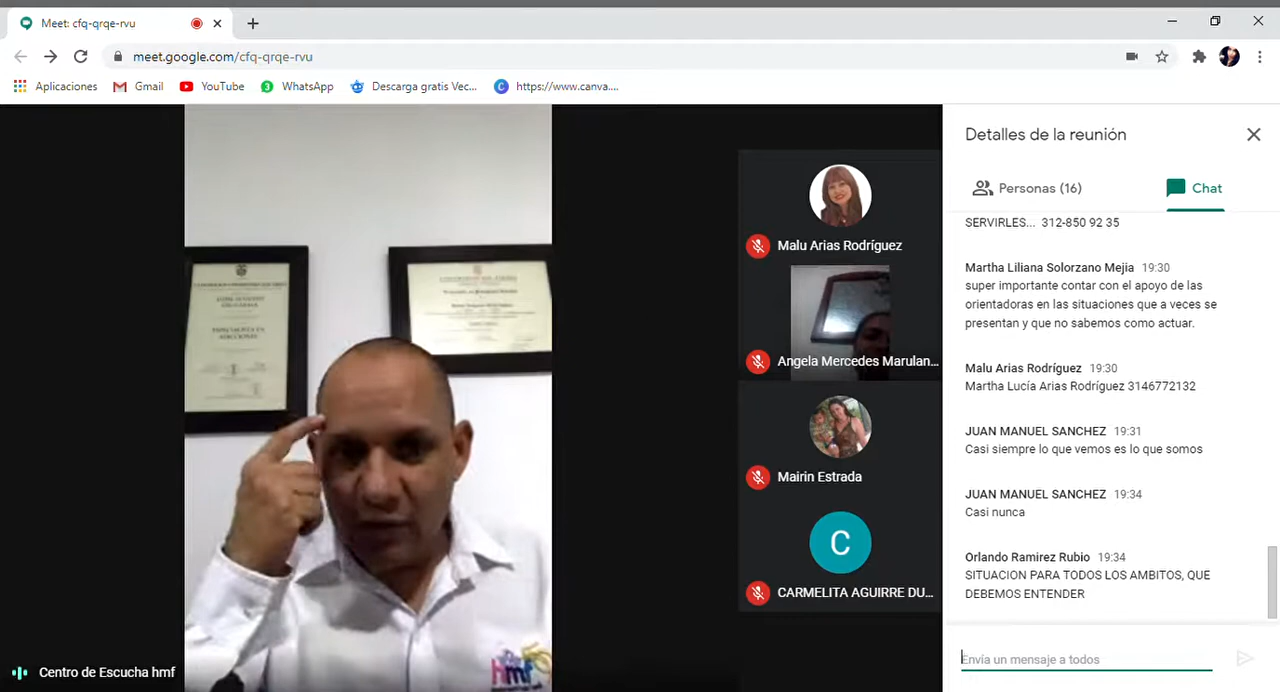 Meet: cfq-qrqe-rvu
meet.google.com/cfq-qrqe-rvu
Aplicaciones
Gmail
YouTube
3
WhatsApp
Descarga gratis Vec...
C
https://www.canva....
Detalles de la reunión
Personas (16)
Chat
SERVIRLES... 312-850 92 35
Martha Liliana Solorzano Mejia 19:30
super importante contar con el apoyo de las
orientadoras en las situaciones que a veces se
presentan y que no sabemos como actuar.
Malu Arias Rodríguez 19:30
Martha Lucía Arias Rodríguez 3146772132
JUAN MANUEL SANCHEZ 19:31
Casi siempre lo que vemos es lo que somos
JUAN MANUEL SANCHEZ 19:34
Casi nunca
Orlando Ramirez Rubio 19:34
SITUACION PARA TODOS LOS AMBITOS, QUE
DEBEMOS ENTENDER
Envía un mensaje a todos
Malu Arias Rodríguez
Angela Mercedes Marulan...
Mairin Estrada
C
CARMELITA AGUIRRE DU...
hmf
Centro de Escucha hmf